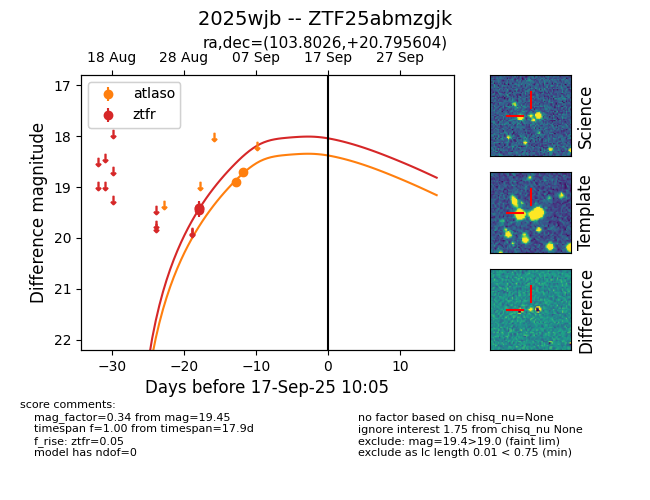 2025wjb -- ZTF25abmzgjk
ra,dec=(103.8026,+20.795604)
18 Aug 28 Aug 07 Sep 17 Sep 27 Sep
atlaso
ztfr
17
18
19
20
21
22
Difference magnitude
−30 −20 −10 0 10
Days before 17-Sep-25 10:05
Science
Template
Difference
score comments:
mag_factor=0.34 from mag=19.45
timespan f=1.00 from timespan=17.9d
f_rise: ztfr=0.05
model has ndof=0
no factor based on chisq_nu=None
ignore interest 1.75 from chisq_nu None
exclude: mag=19.4>19.0 (faint lim)
exclude as lc length 0.01 < 0.75 (min)